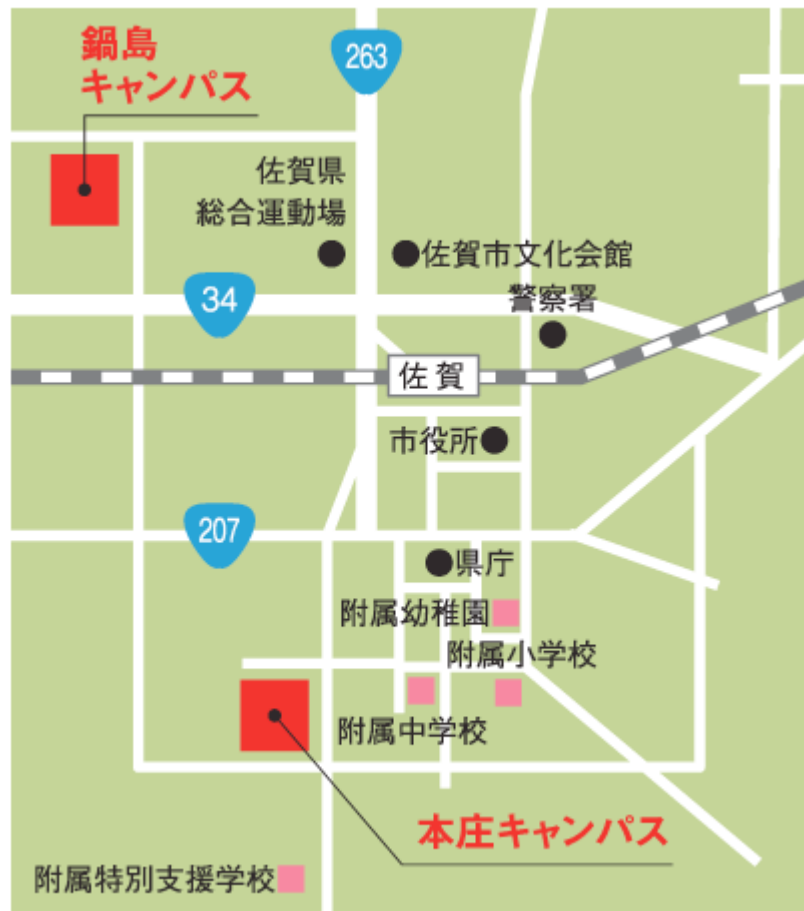 鍋島
キャンパス
263
佐賀県
総合運動場
佐賀市文化会館
34
警察署
佐賀
市役所
207
県庁
附属幼稚園
附属小学校
附属中学校
本庄キャンパス
附属特別支援学校